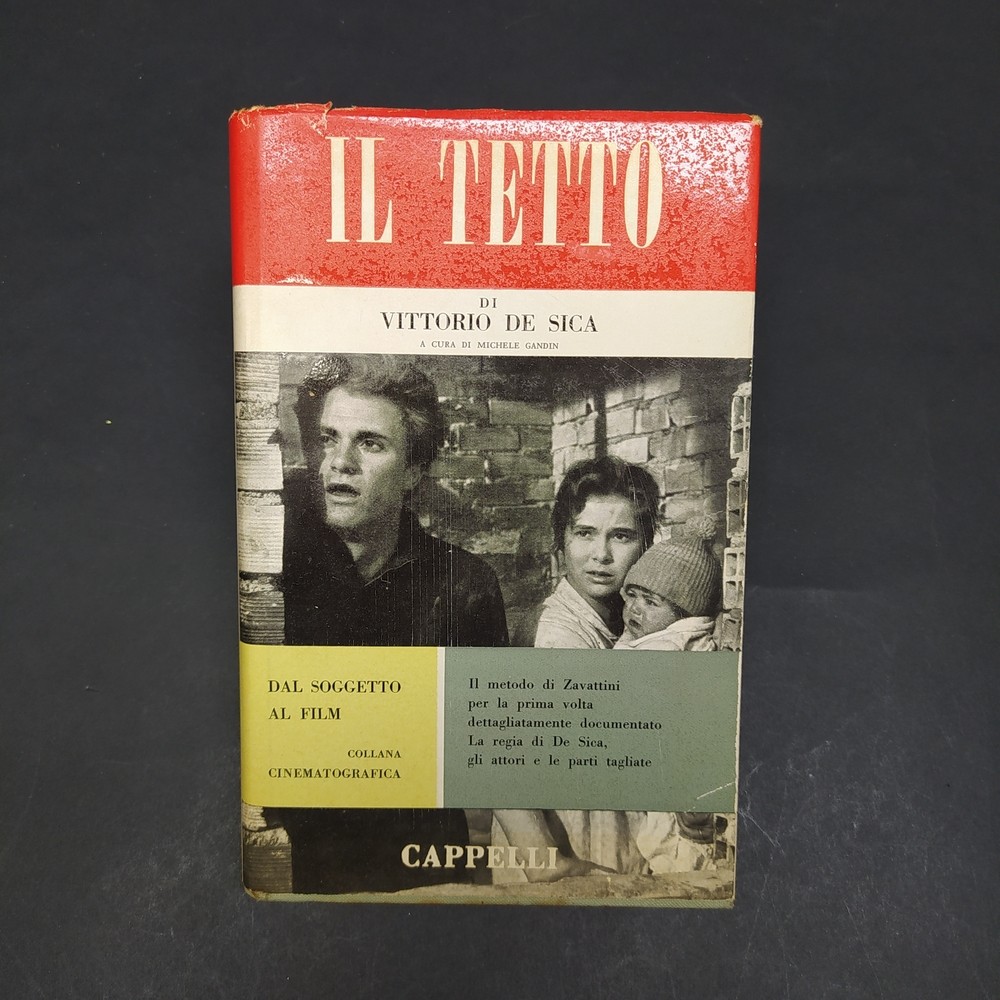 IL TETTO
DI
VITTORIO DE SICA
A CURA DI MICHELE GANDIN
DAL SOGGETTO
AL FILM
COLLANA
CINEMATOGRAFICA
Il metodo di Zavattini
per la prima volta
dettagliatamente documentato
La regia di De Sica,
gli attori e le parti tagliate
CAPPELLI